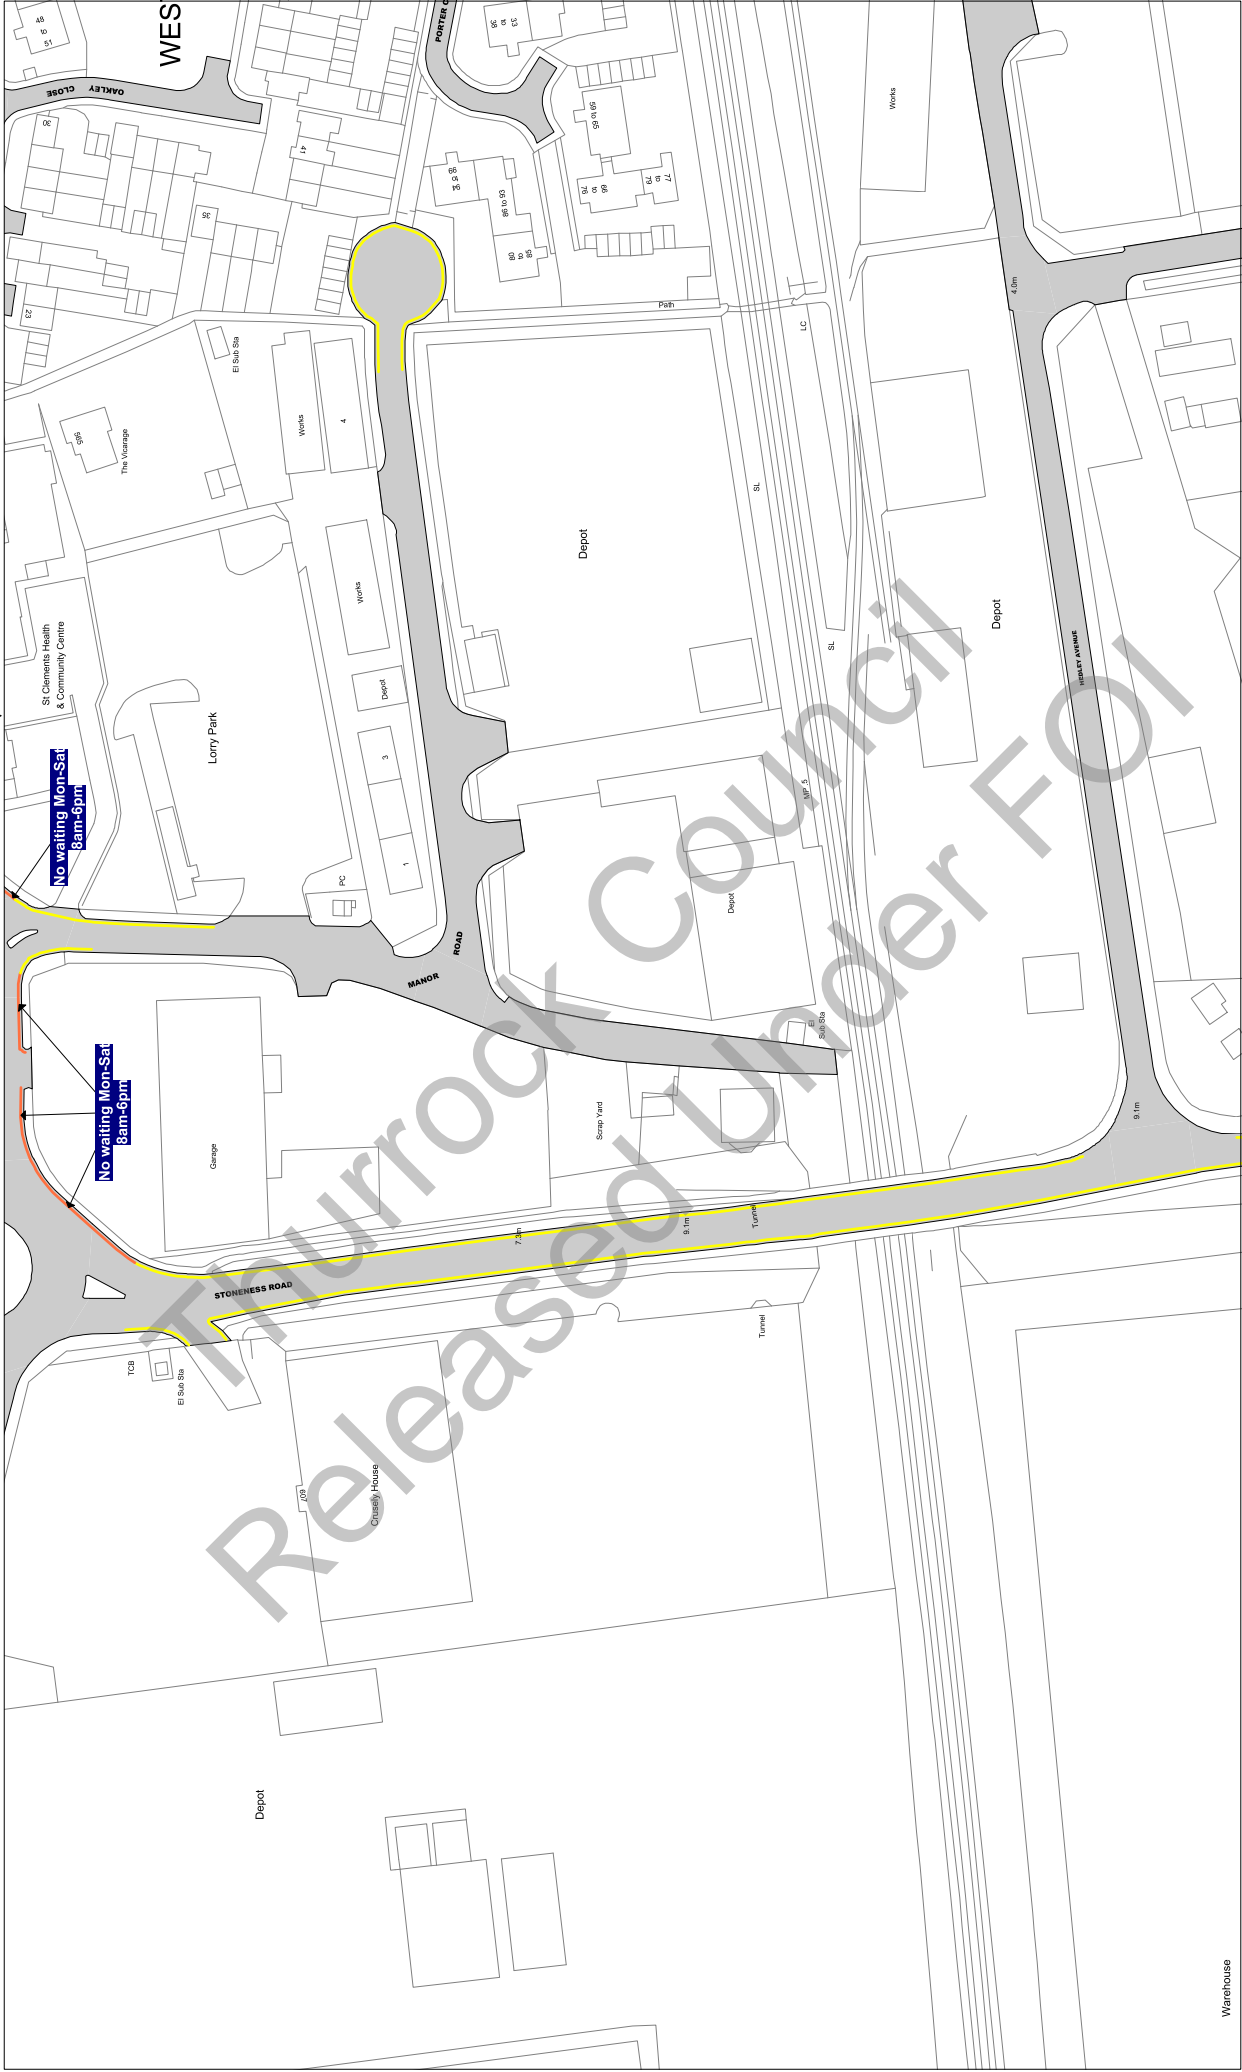 48
to
51
WES
OAKLEY CLOSE
30
41
35
23
PORTER C
33
to
38
59 to 65
66
to
76
77
to
79
94 to 99
93 to 98
80
to
85
Path
Works
LC
4.0m
El Sub Sta
Works
4
565
The Vicarage
SL
Depot
Works
St Clements Health
& Community Centre
Depot
SL
Depot
HEDLEY AVENUE
Lorry Park
3
1
MP .5
No waiting Mon-Sat
8am-6pm
PC
Depot
MANOR
ROAD
El
Sub Sta
No waiting Mon-Sat
8am-6pm
Garage
Scrap Yard
9.1m
7.3m
9.1m
Tunnel
STONENESS ROAD
Tunnel
TCB
El Sub Sta
607
Crusely House
Depot
Warehouse
Thurrock Council
Released Under FOI